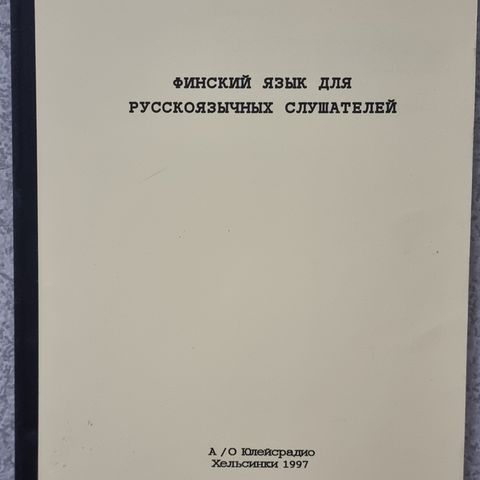 ФИНСКИЙ ЯЗЫК ДЛЯ
РУССКОЯЗЫЧНЫХ СЛУШАТЕЛЕЙ
А /О Юлейсрадио
Хельсинки 1997